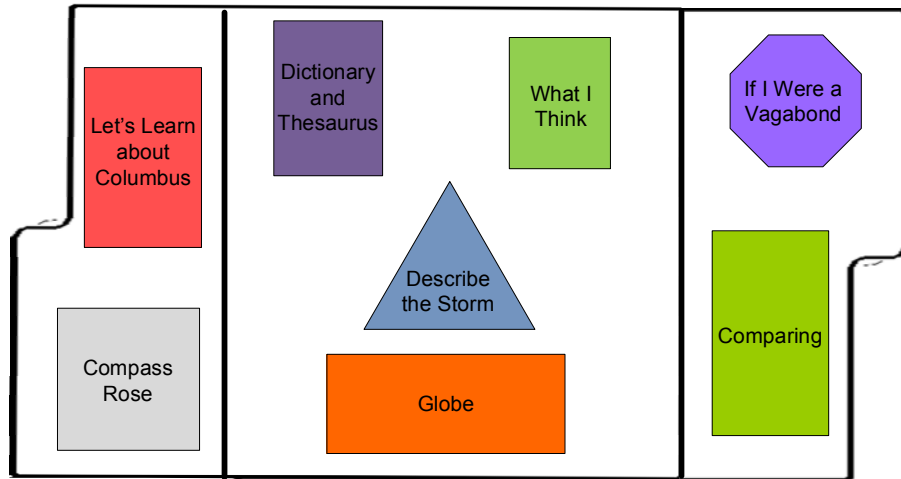 Let's Learn
about
Columbus
Compass
Rose
Dictionary
and
Thesaurus
What I
Think
Describe
the Storm
Globe
If I Were a
Vagabond
Comparing